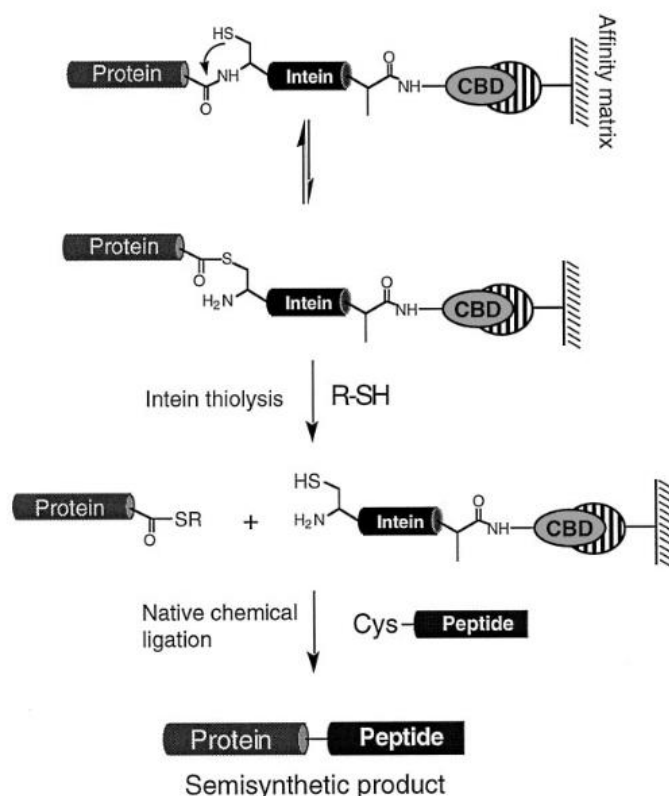 HS
O
Protein
NH
Intein
NH
CBD
Affinity matrix
O
Protein
S
O
O
H₂N
Intein
NH
CBD
Intein thiolysis
R-SH
HS
Protein
SR
O
+
O
H₂N
Intein
NH
CBD
Native chemical
ligation
Cys
Peptide
Protein
Peptide
Semisynthetic product